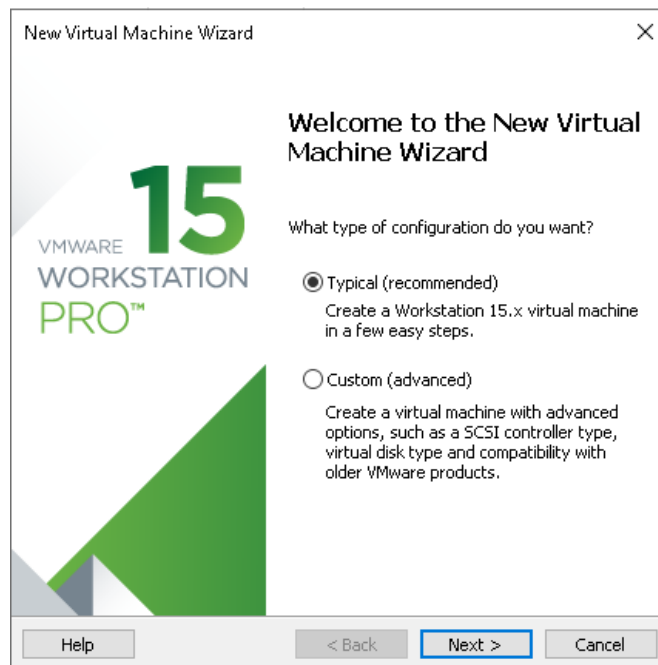 New Virtual Machine Wizard
15
VMWARE
WORKSTATION
PRO™
Welcome to the New Virtual
Machine Wizard
What type of configuration do you want?
Typical (recommended)
Create a Workstation 15.x virtual machine
in a few easy steps.
Custom (advanced)
Create a virtual machine with advanced
options, such as a SCSI controller type,
virtual disk type and compatibility with
older VMware products.
Help
< Back
Next >
Cancel